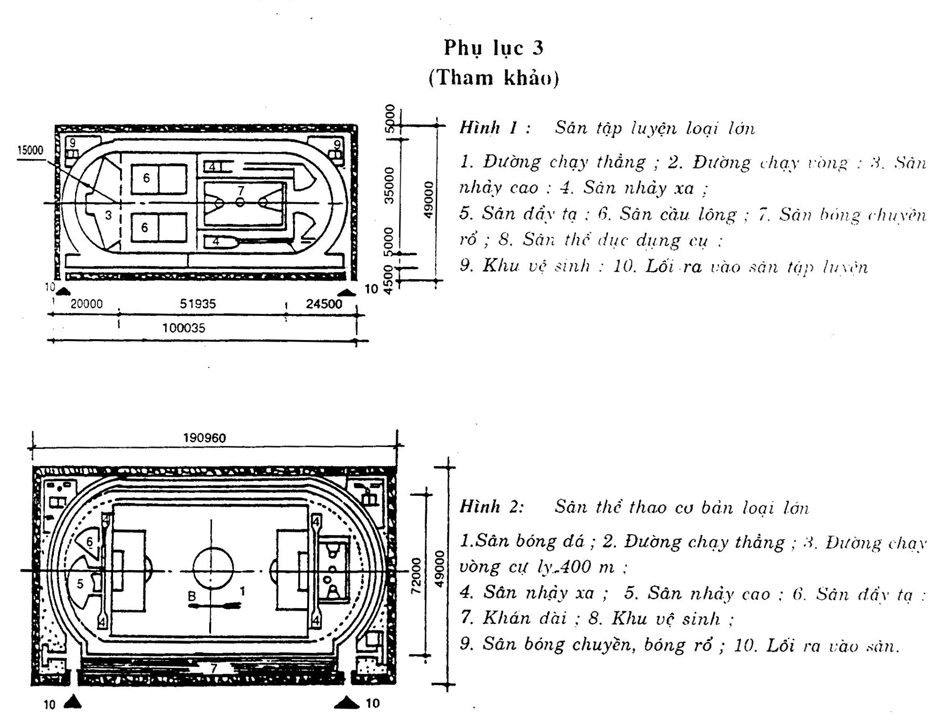 Phụ lục 3
(Tham khảo)
Hình 1 : Sân tập luyện loại lớn
1. Đường chạy thẳng ; 2. Đường chạy vòng : 3. Sân
nhảy cao : 4. Sân nhảy xa ;
5. Sân đẩy tạ : 6. Sân cầu lông ; 7. Sân bóng chuyền
rổ ; 8. Sân thể dục dụng cụ :
9. Khu vệ sinh : 10. Lối ra vào sân tập luyện
15000
9
9
6
6
3
4
4
7
5000
35000
5000
4500
49000
10
10
20000
51935
24500
100035
190960
Hình 2: Sân thể thao cơ bản loại lớn
1.Sân bóng đá ; 2. Đường chạy thẳng ; 3. Đường chạy
vòng cự ly 400 m ;
4. Sân nhậy xa ; 5. Sân nhảy cao ; 6. Sân đẩy tạ :
7. Khán đài ; 8. Khu vệ sinh ;
9. Sân bóng chuyền, bóng rổ ; 10. Lối ra vào sân.
4
4
6
5
4
4
B
1
7
72000
49000
10
10